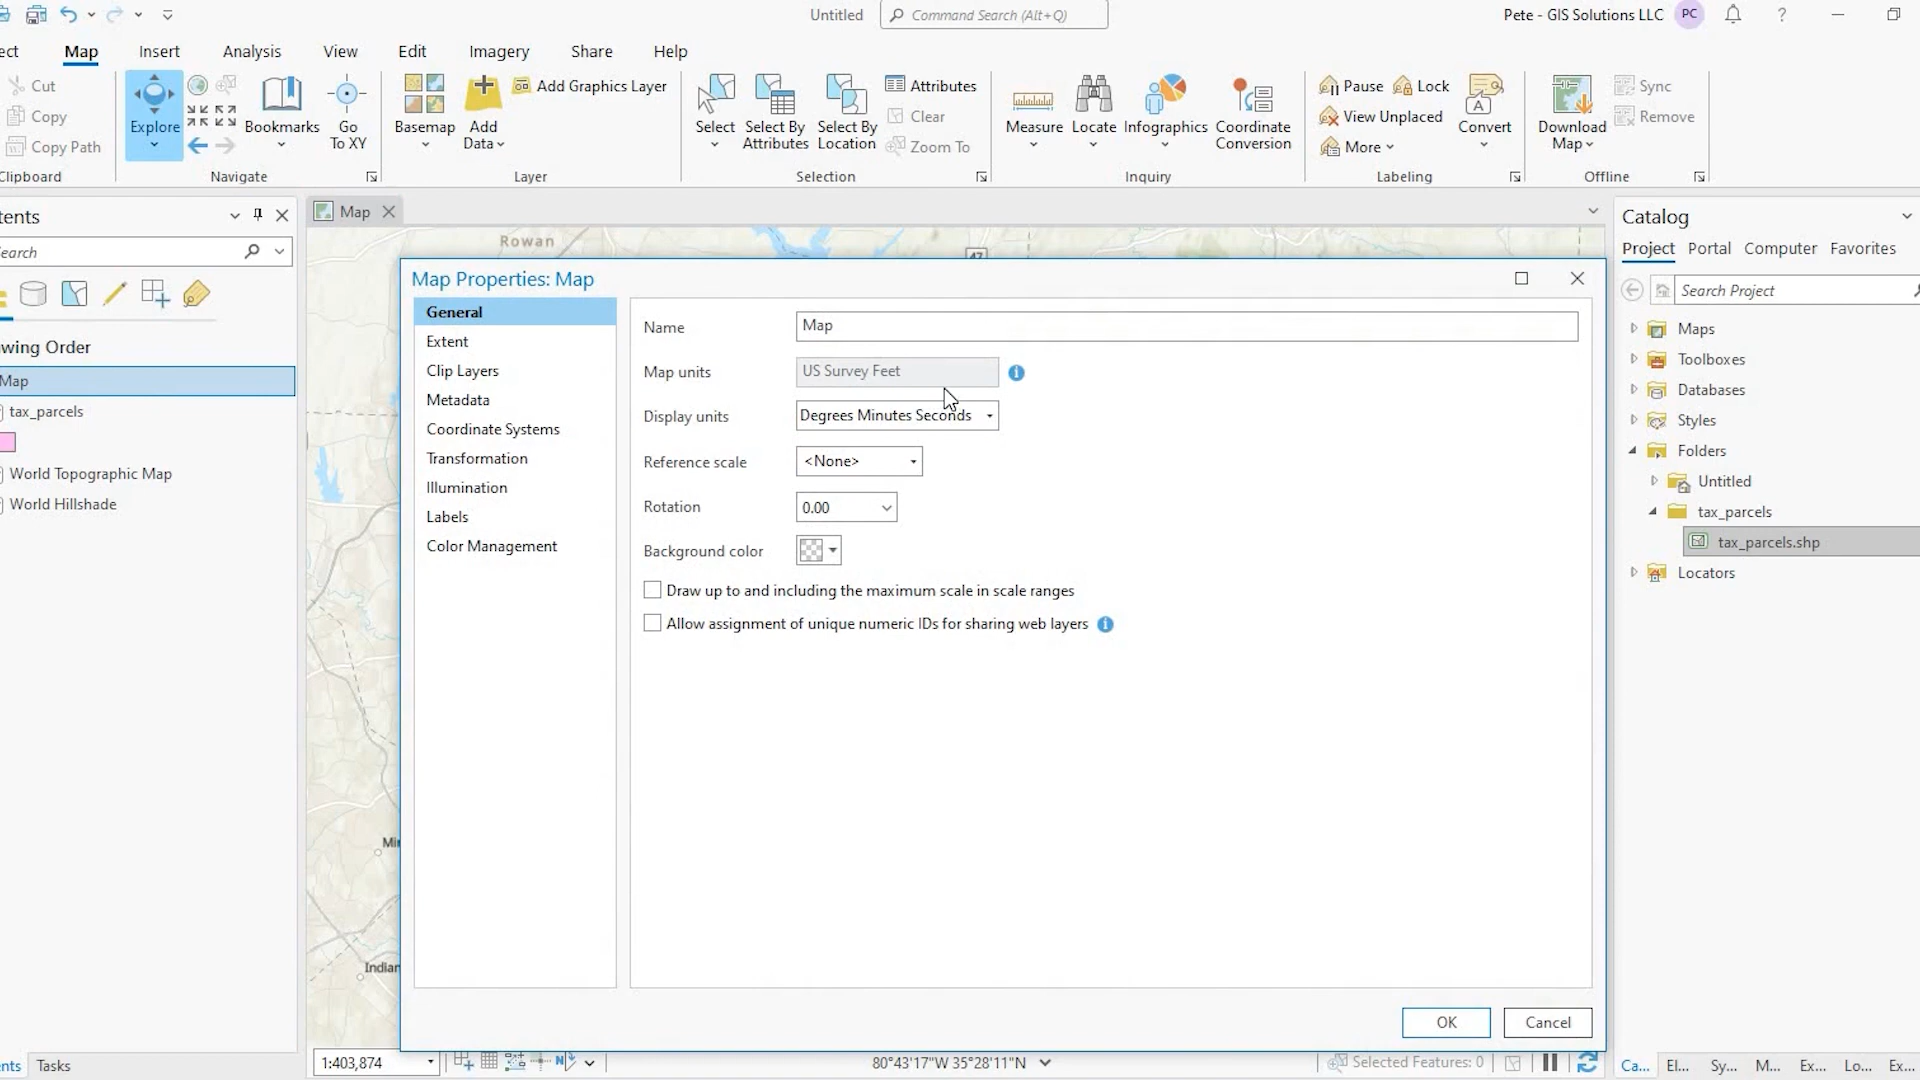 Untitled
Command Search (Alt+Q)
Pete - GIS Solutions LLC
PC
?
ect
Map
Insert
Analysis
View
Edit
Imagery
Share
Help
Cut
Copy
Copy Path
Clipboard
Explore
Bookmarks
Go
To XY
Navigate
Basemap
Add
Data
Add Graphics Layer
Layer
Select
Select By
Attributes
Select By
Location
Attributes
Clear
Zoom To
Selection
Measure
Locate
Infographics
Coordinate
Conversion
Inquiry
Pause
Lock
View Unplaced
More
Convert
Labeling
Download
Map
Sync
Remove
Offline
tents
Search
wing Order
Map
tax_parcels
World Topographic Map
World Hillshade
Map
Rowan
47
Map Properties: Map
General
Extent
Clip Layers
Metadata
Coordinate Systems
Transformation
Illumination
Labels
Color Management
Name
Map
Map units
US Survey Feet
Display units
Degrees Minutes Seconds
Reference scale
<None>
Rotation
0.00
Background color
Draw up to and including the maximum scale in scale ranges
Allow assignment of unique numeric IDs for sharing web layers
OK
Cancel
Min
Indian
Catalog
Project
Portal
Computer
Favorites
Search Project
Maps
Toolboxes
Databases
Styles
Folders
Untitled
tax_parcels
tax_parcels.shp
Locators
ents
Tasks
1:403,874
80°43'17"W 35°28'11"N
Selected Features: 0
Ca...
El...
Sy...
M...
Ex...
Lo...
Ex...